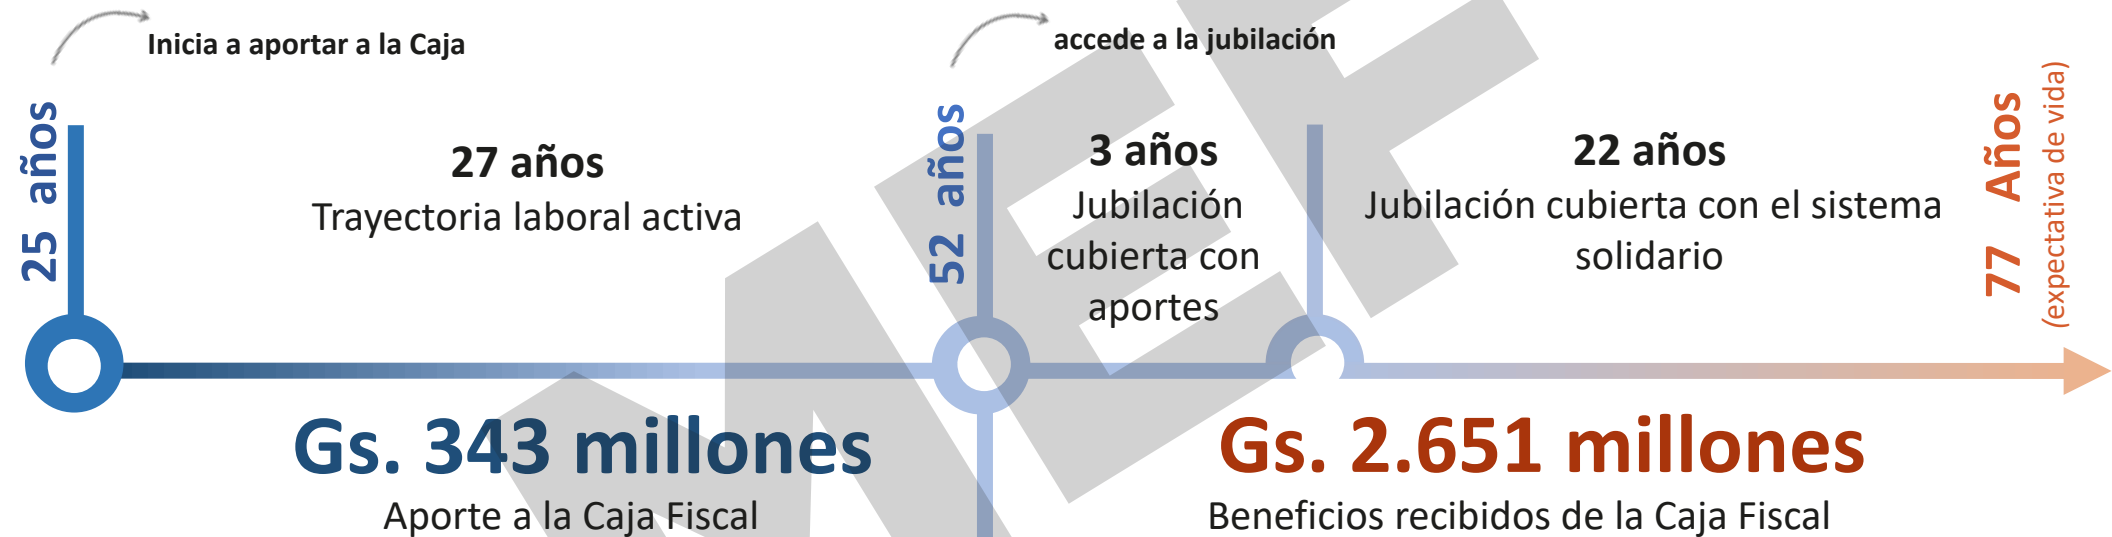 Inicia a aportar a la Caja
accede a la jubilación
25 años
27 años
Trayectoria laboral activa
52 años
3 años
Jubilación
cubierta con
aportes
22 años
Jubilación cubierta con el sistema
solidario
77 Años
(expectativa de vida)
Gs. 343 millones
Aporte a la Caja Fiscal
Gs. 2.651 millones
Beneficios recibidos de la Caja Fiscal
MEF